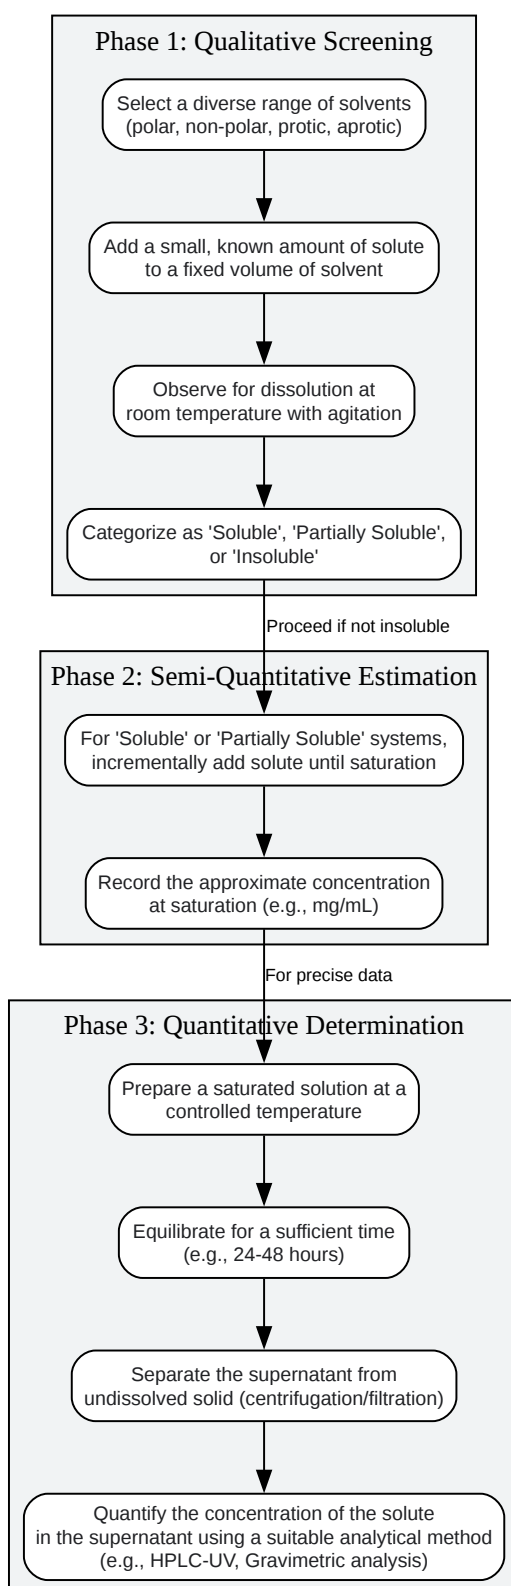 Phase 1: Qualitative Screening
Select a diverse range of solvents
(polar, non-polar, protic, aprotic)
Add a small, known amount of solute
to a fixed volume of solvent
Observe for dissolution at
room temperature with agitation
Categorize as 'Soluble', 'Partially Soluble',
or 'Insoluble'
Proceed if not insoluble
Phase 2: Semi-Quantitative Estimation
For 'Soluble' or 'Partially Soluble' systems,
incrementally add solute until saturation
Record the approximate concentration
at saturation (e.g., mg/mL)
For precise data
Phase 3: Quantitative Determination
Prepare a saturated solution at a
controlled temperature
Equilibrate for a sufficient time
(e.g., 24-48 hours)
Separate the supernatant from
undissolved solid (centrifugation/filtration)
Quantify the concentration of the solute
in the supernatant using a suitable analytical method
(e.g., HPLC-UV, Gravimetric analysis)